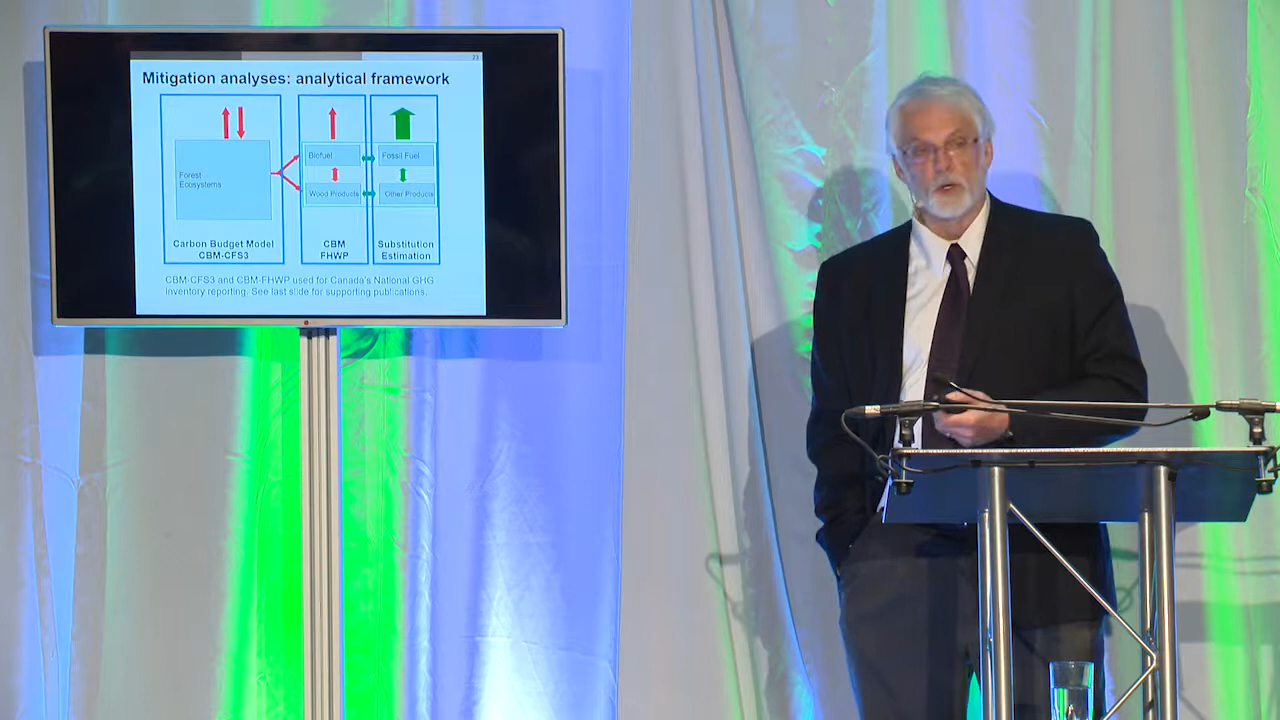 23
Mitigation analyses: analytical framework
Biofuel
Fossil Fuel
Forest
Ecosystems
Wood Products
Other Products
Carbon Budget Model
CBM-CFS3
CBM
FHWP
Substitution
Estimation
CBM-CFS3 and CBM-FHWP used for Canada's National GHG
inventory reporting. See last slide for supporting publications.